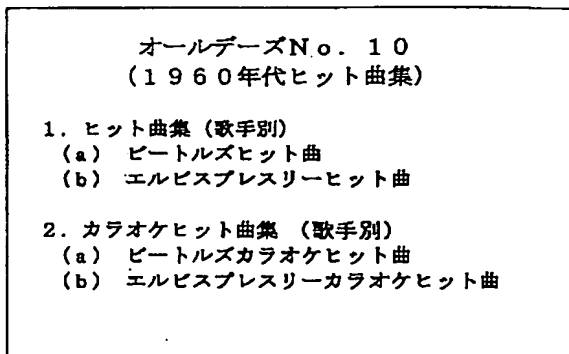 オールデーズNo．10
（1960年代ヒット曲集）
1．ヒット曲集（歌手別）
（a） ビートルズヒット曲
（b） エルビスプレスリーヒット曲
2．カラオケヒット曲集 （歌手別）
（a） ビートルズカラオケヒット曲
（b） エルビスプレスリーカラオケヒット曲